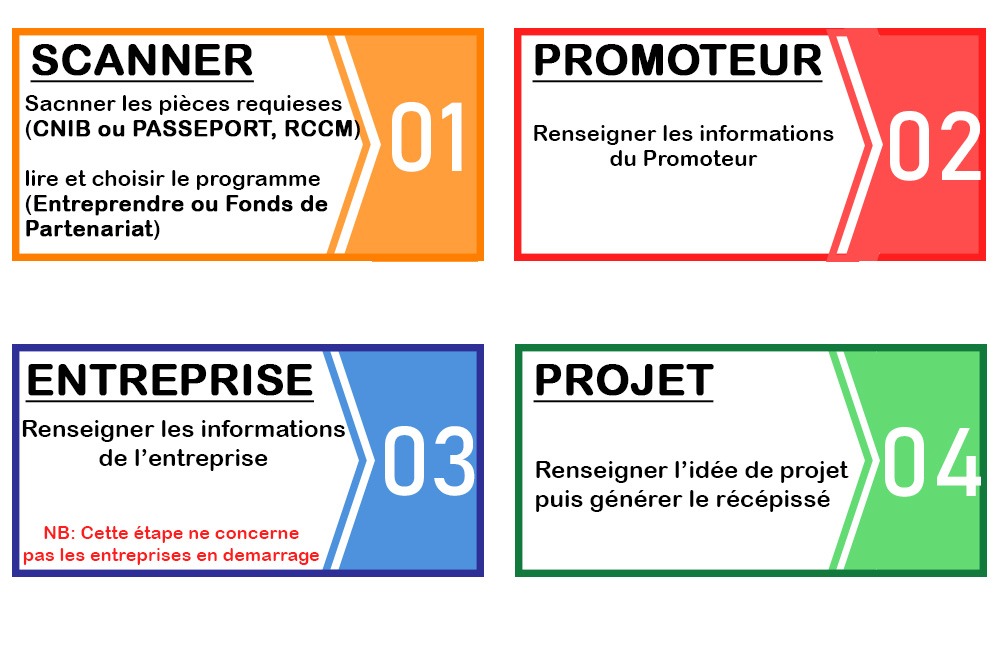 SCANNER
Sacnner les pièces requieses
(CNIB ou PASSEPORT, RCCM)
lire et choisir le programme
(Entreprendre ou Fonds de
Partenariat)
01
PROMOTEUR
Renseigner les informations
du Promoteur
02
ENTREPRISE
Renseigner les informations
de l’entreprise
NB: Cette étape ne concerne
pas les entreprises en demarrage
03
PROJET
Renseigner l’idée de projet
puis générer le récépissé
04